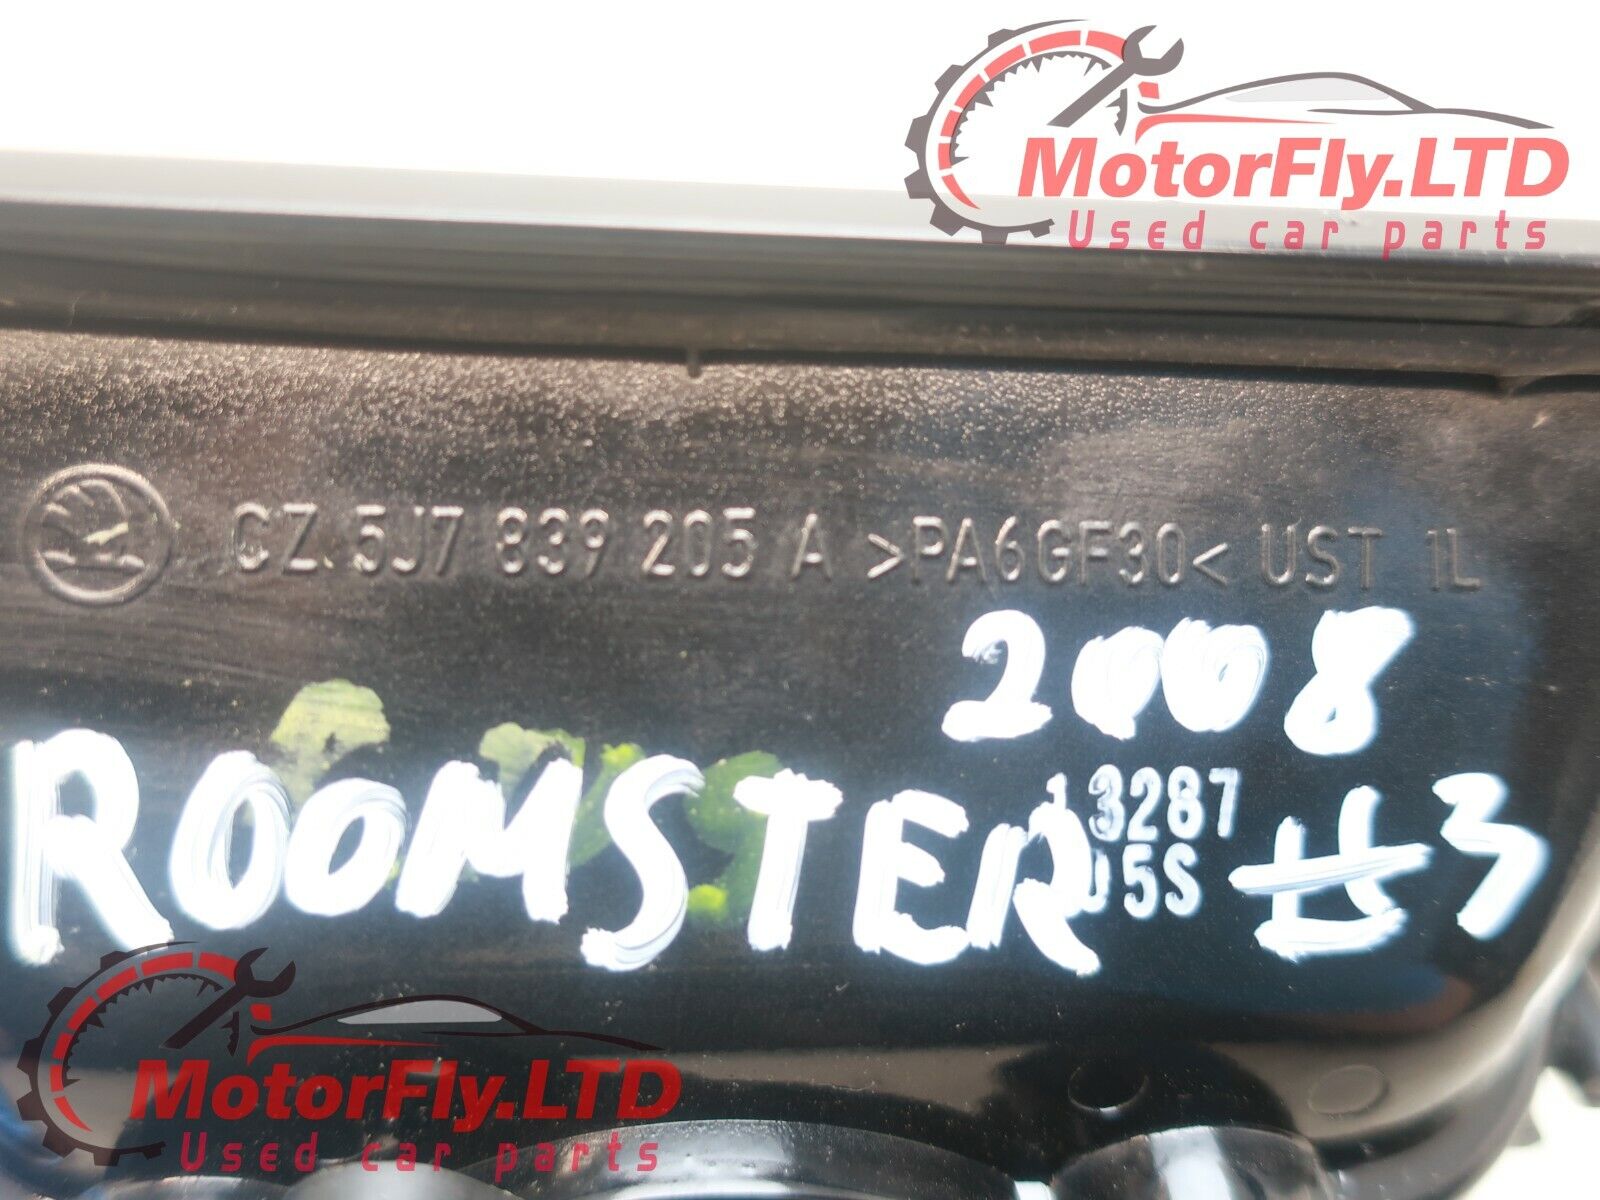 MotorFly.LTD
Used car parts
CZ 5J7 839 205 A >PA6GF30< UST 1L
2008
13287
05S
ROOMSTER #3
MotorFly.LTD
Used car parts